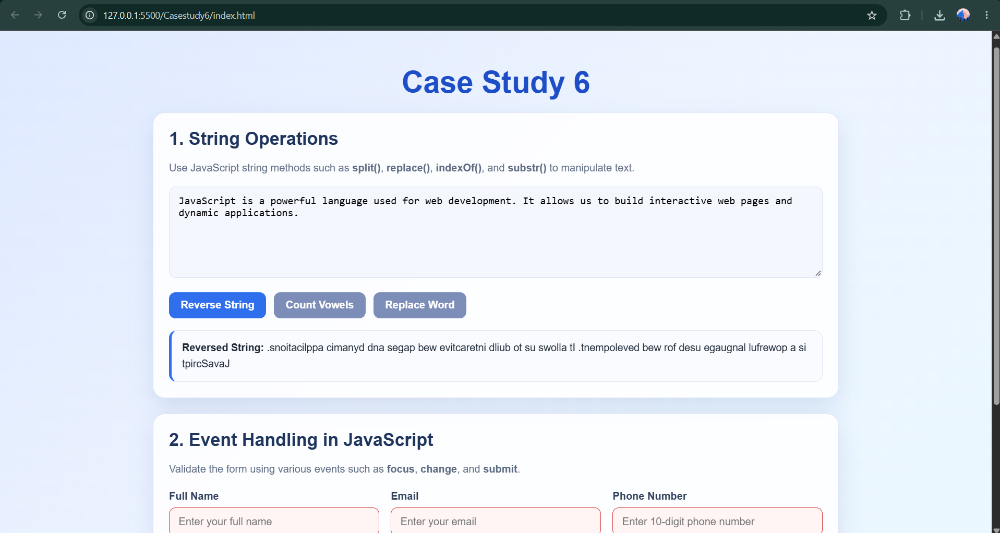 127.0.0.1:5500/Casestudy6/index.html
Case Study 6
1. String Operations
Use JavaScript string methods such as split(), replace(), indexOf(), and substr() to manipulate text.
JavaScript is a powerful language used for web development. It allows us to build interactive web pages and
dynamic applications.
Reverse String Count Vowels Replace Word
Reversed String: .snoitacilppa cimanyd dna segap bew evitcaretni dliub ot su swolla tI .tnempoleved bew rof desu egaugnal lufrewop a si
tpircSavaJ
2. Event Handling in JavaScript
Validate the form using various events such as focus, change, and submit.
Full Name Email Phone Number
Enter your full name Enter your email Enter 10-digit phone number